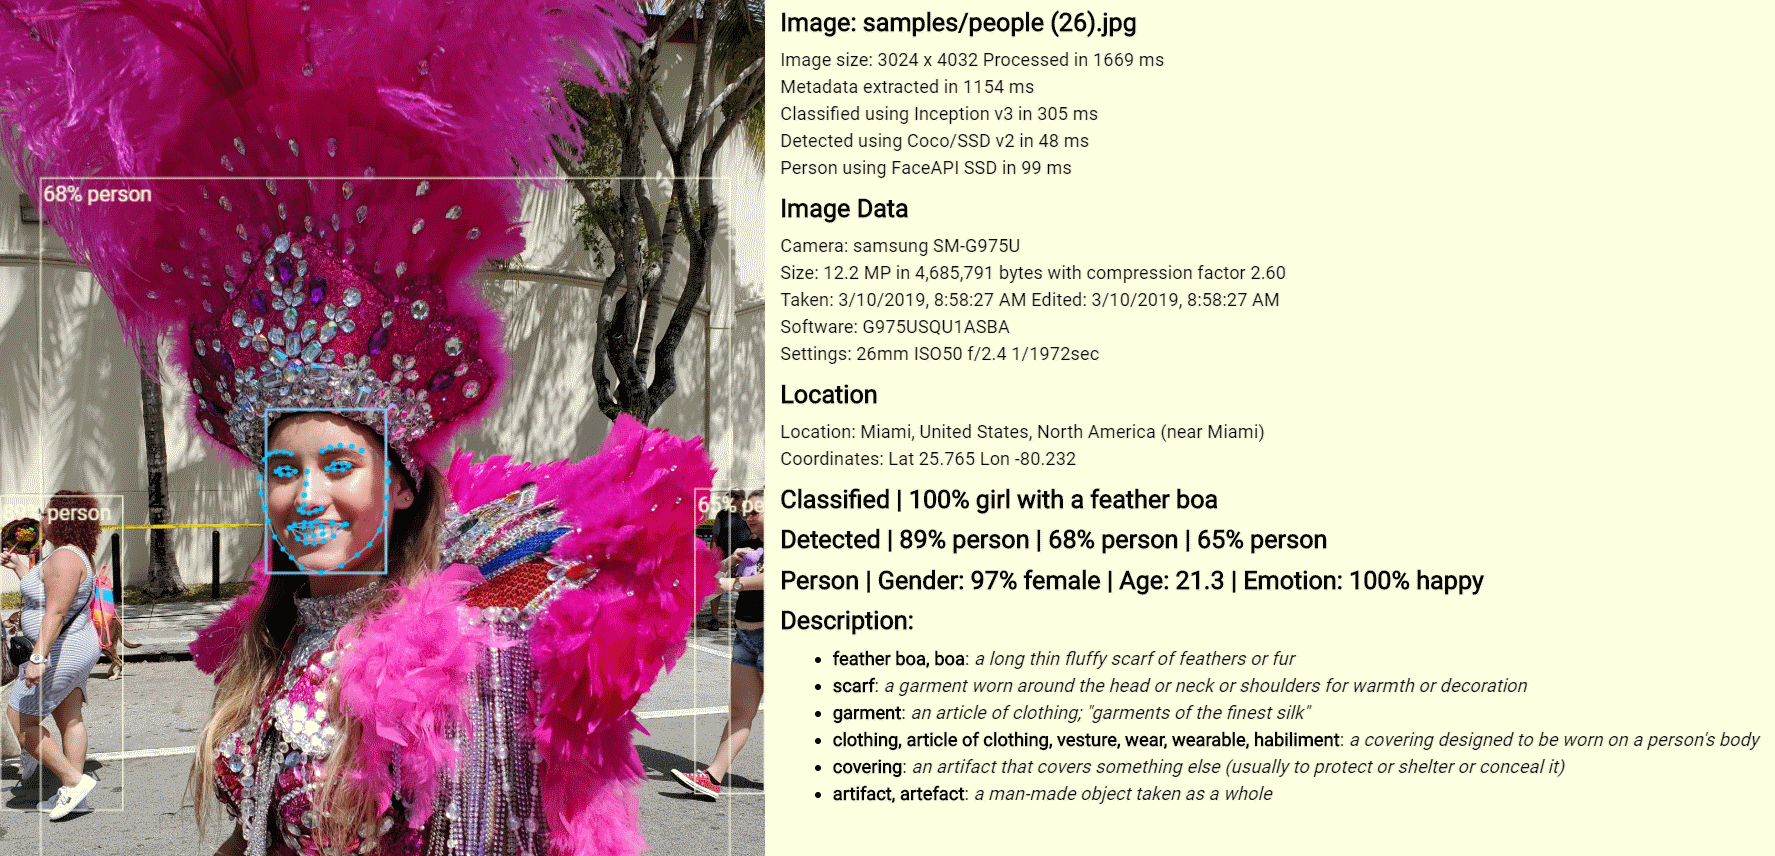 68% person
89% person
65% pe
Image: samples/people (26).jpg
Image size: 3024 x 4032 Processed in 1669 ms
Metadata extracted in 1154 ms
Classified using Inception v3 in 305 ms
Detected using Coco/SSD v2 in 48 ms
Person using FaceAPI SSD in 99 ms
Image Data
Camera: samsung SM-G975U
Size: 12.2 MP in 4,685,791 bytes with compression factor 2.60
Taken: 3/10/2019, 8:58:27 AM Edited: 3/10/2019, 8:58:27 AM
Software: G975USQU1ASBA
Settings: 26mm ISO50 f/2.4 1/1972sec
Location
Location: Miami, United States, North America (near Miami)
Coordinates: Lat 25.765 Lon -80.232
Classified | 100% girl with a feather boa
Detected | 89% person | 68% person | 65% person
Person | Gender: 97% female | Age: 21.3 | Emotion: 100% happy
Description:
feather boa, boa: a long thin fluffy scarf of feathers or fur
scarf: a garment worn around the head or neck or shoulders for warmth or decoration
garment: an article of clothing; "garments of the finest silk"
clothing, article of clothing, vesture, wear, wearable, habiliment: a covering designed to be worn on a person's body
covering: an artifact that covers something else (usually to protect or shelter or conceal it)
artifact, artefact: a man-made object taken as a whole